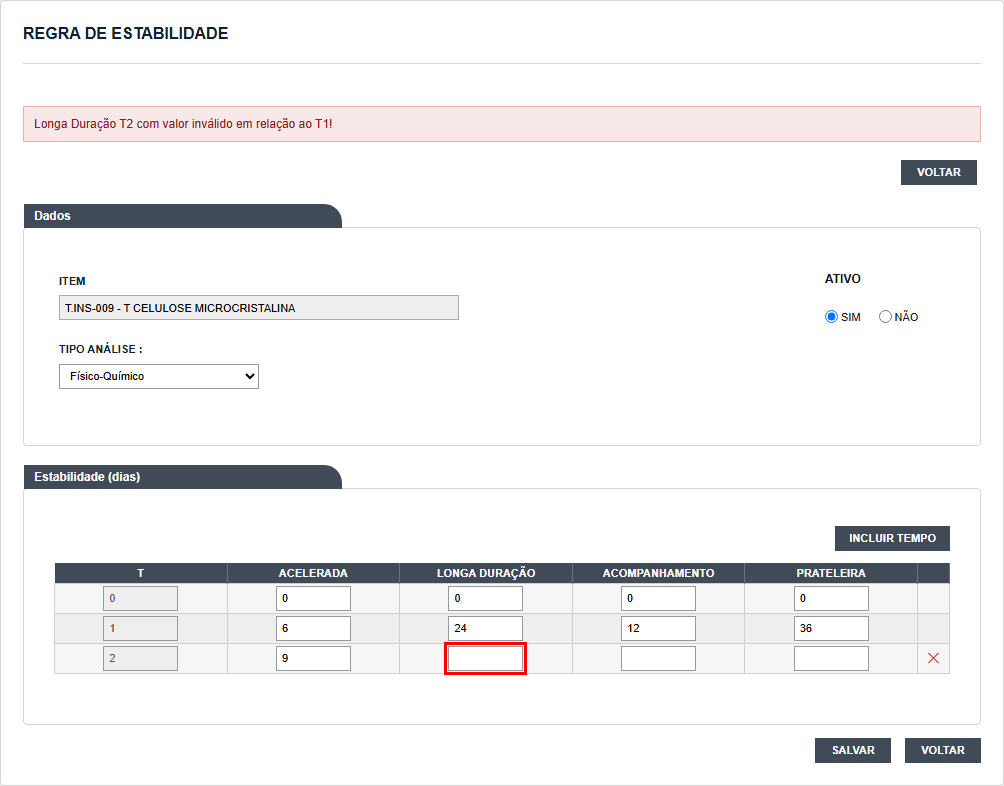 REGRA DE ESTABILIDADE
Longa Duração T2 com valor inválido em relação ao T1!
VOLTAR
Dados
ITEM
T.INS-009 - T CELULOSE MICROCRISTALINA
ATIVO
SIM NÃO
TIPO ANÁLISE :
Físico-Químico
Estabilidade (dias)
INCLUIR TEMPO
T ACELERADA LONGA DURAÇÃO ACOMPANHAMENTO PRATELEIRA
0 0 0 0 0
1 6 24 12 36
2 9
SALVAR VOLTAR